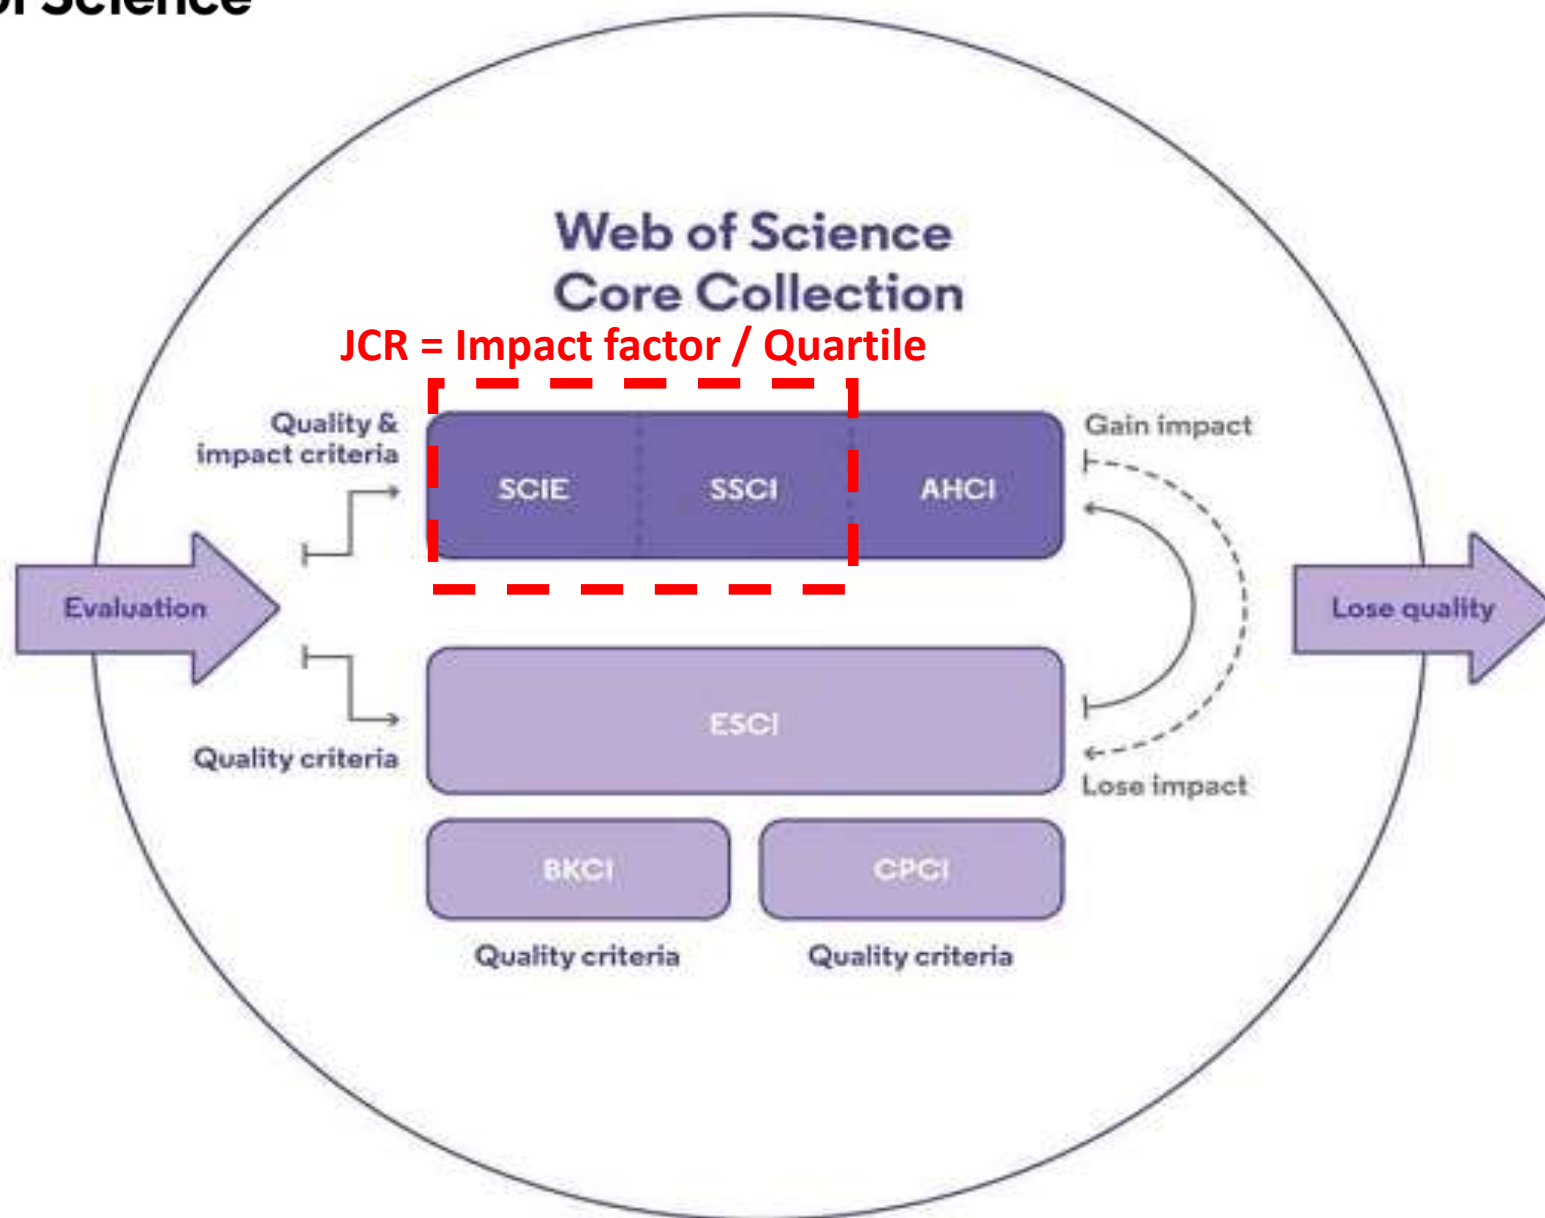 of Science
Web of Science
Core Collection
JCR = Impact factor / Quartile
Quality &
impact criteria
SCIE
SSCI
AHCI
Gain impact
Evaluation
Lose quality
ESCI
Quality criteria
Lose impact
BKCI
CPCI
Quality criteria
Quality criteria